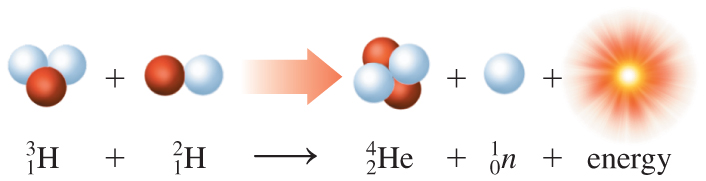 + + +
³₁H + ²₁H ⟶ ⁴₂He + ¹₀n + energy